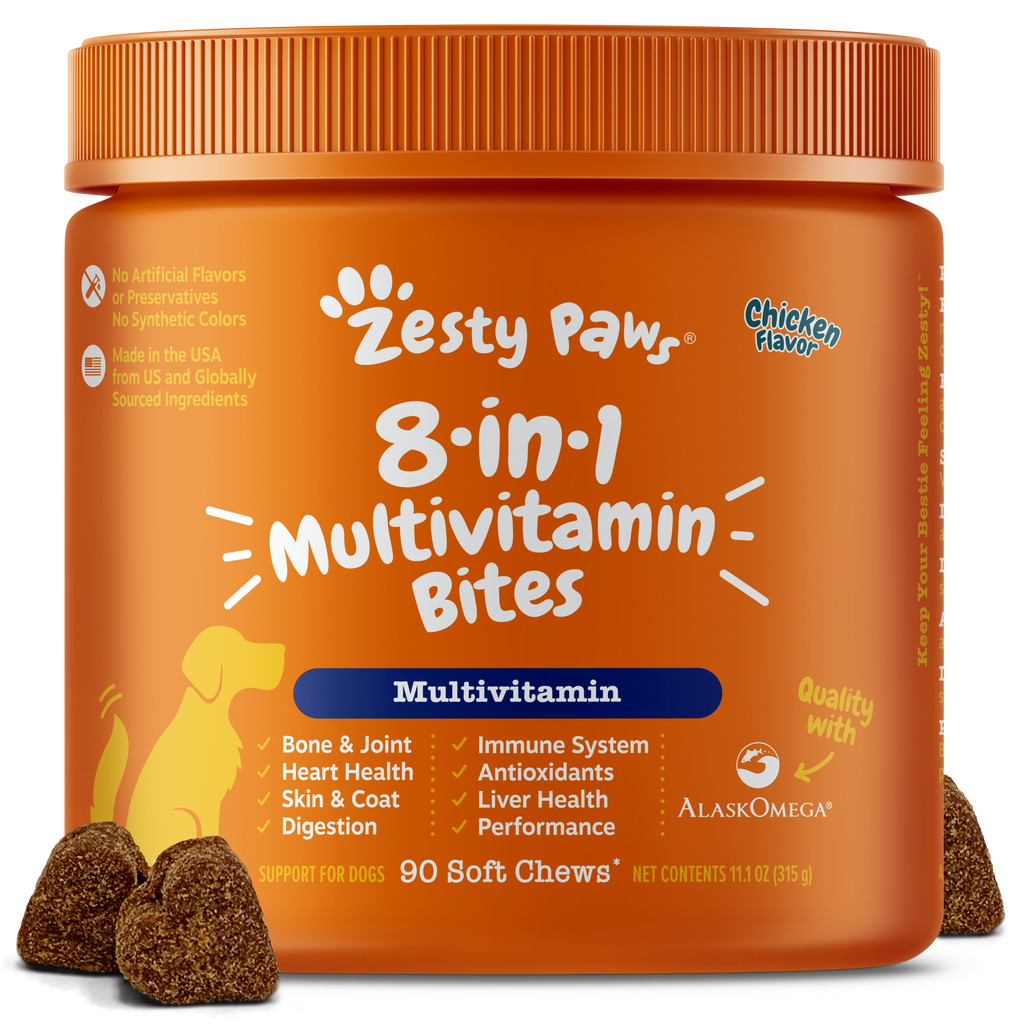 No Artificial Flavors
or Preservatives
No Synthetic Colors
Made in the USA
from US and Globally
Sourced Ingredients
Zesty Paws®
Chicken
Flavor
8·in·1
Multivitamin
Bites
Multivitamin
✓ Bone & Joint
✓ Heart Health
✓ Skin & Coat
✓ Digestion
✓ Immune System
✓ Antioxidants
✓ Liver Health
✓ Performance
Quality
with
ALASKOMEGA®
SUPPORT FOR DOGS 90 Soft Chews* NET CONTENTS 11.1 OZ (315 g)
Keep Your Bestie Feeling Zesty!™